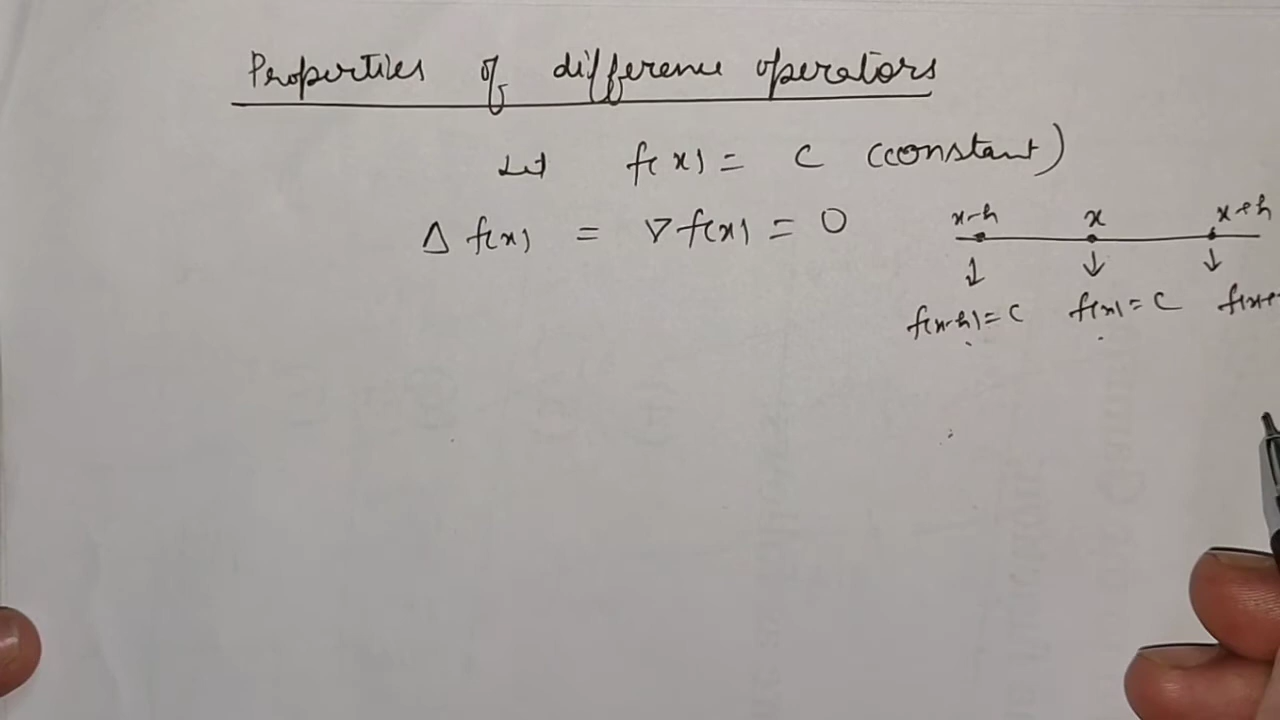 Properties of difference operators
Let f(x) = C (constant)
Δ f(x) = ∇ f(x) = 0
x-h x x+h
f(x-h) = C f(x) = C f(x+